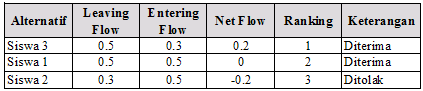 Alternatif Leaving Flow Entering Flow Net Flow Ranking Keterangan
Siswa 3 0.5 0.3 0.2 1 Diterima
Siswa 1 0.5 0.5 0 2 Diterima
Siswa 2 0.3 0.5 -0.2 3 Ditolak